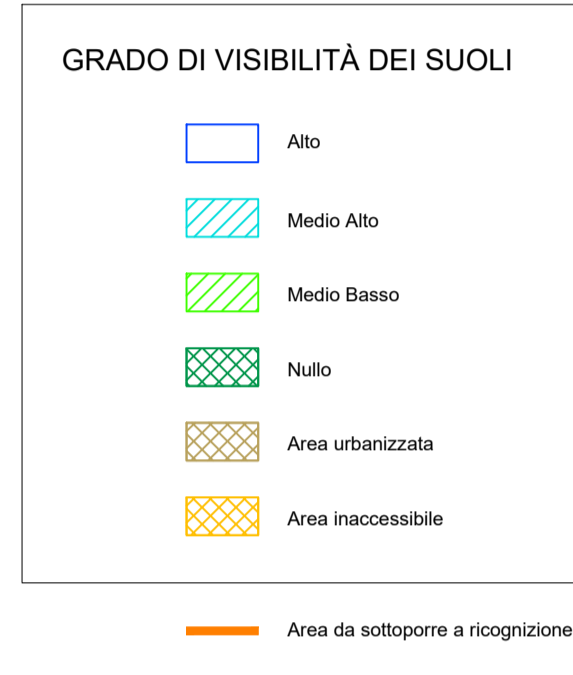 GRADO DI VISIBILITÀ DEI SUOLI
Alto
Medio Alto
Medio Basso
Nullo
Area urbanizzata
Area inaccessibile
Area da sottoporre a ricognizione